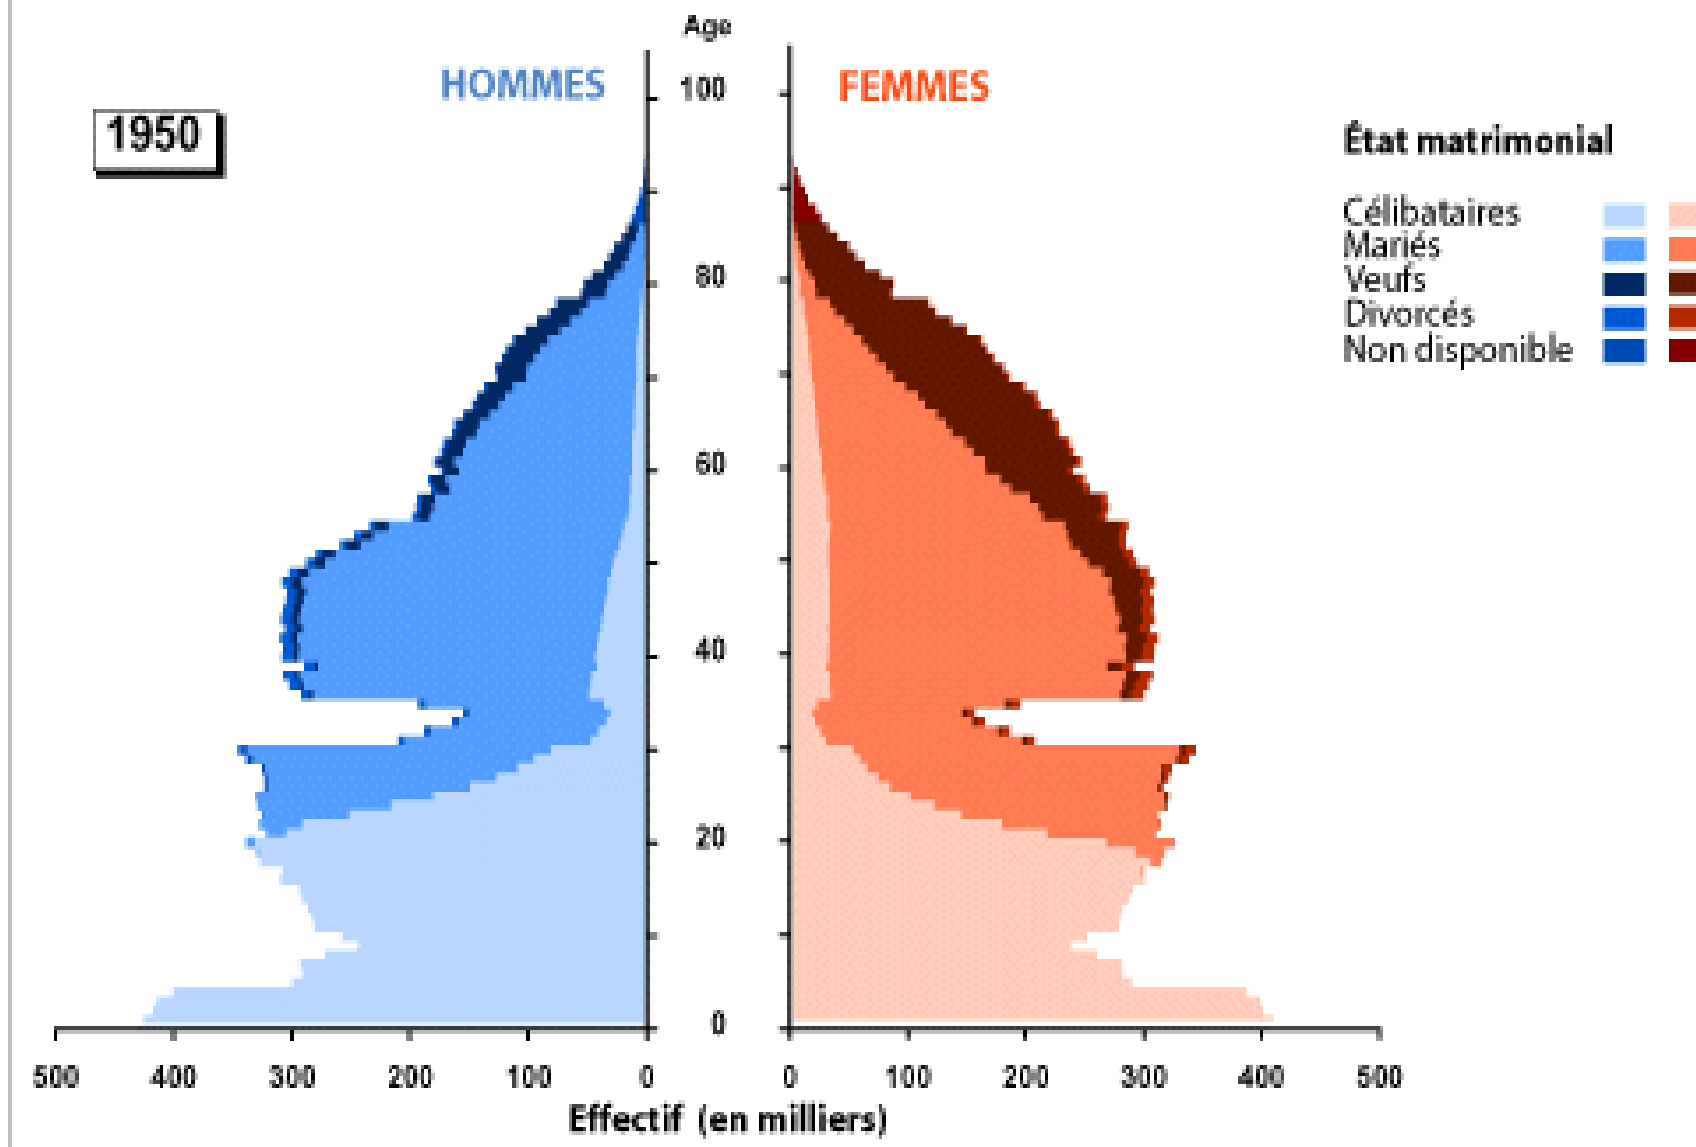 Age
HOMMES
FEMMES
1950
100
80
60
40
20
0
État matrimonial
Célibataires
Mariés
Veufs
Divorcés
Non disponible
500 400 300 200 100 0
0 100 200 300 400 500
Effectif (en milliers)